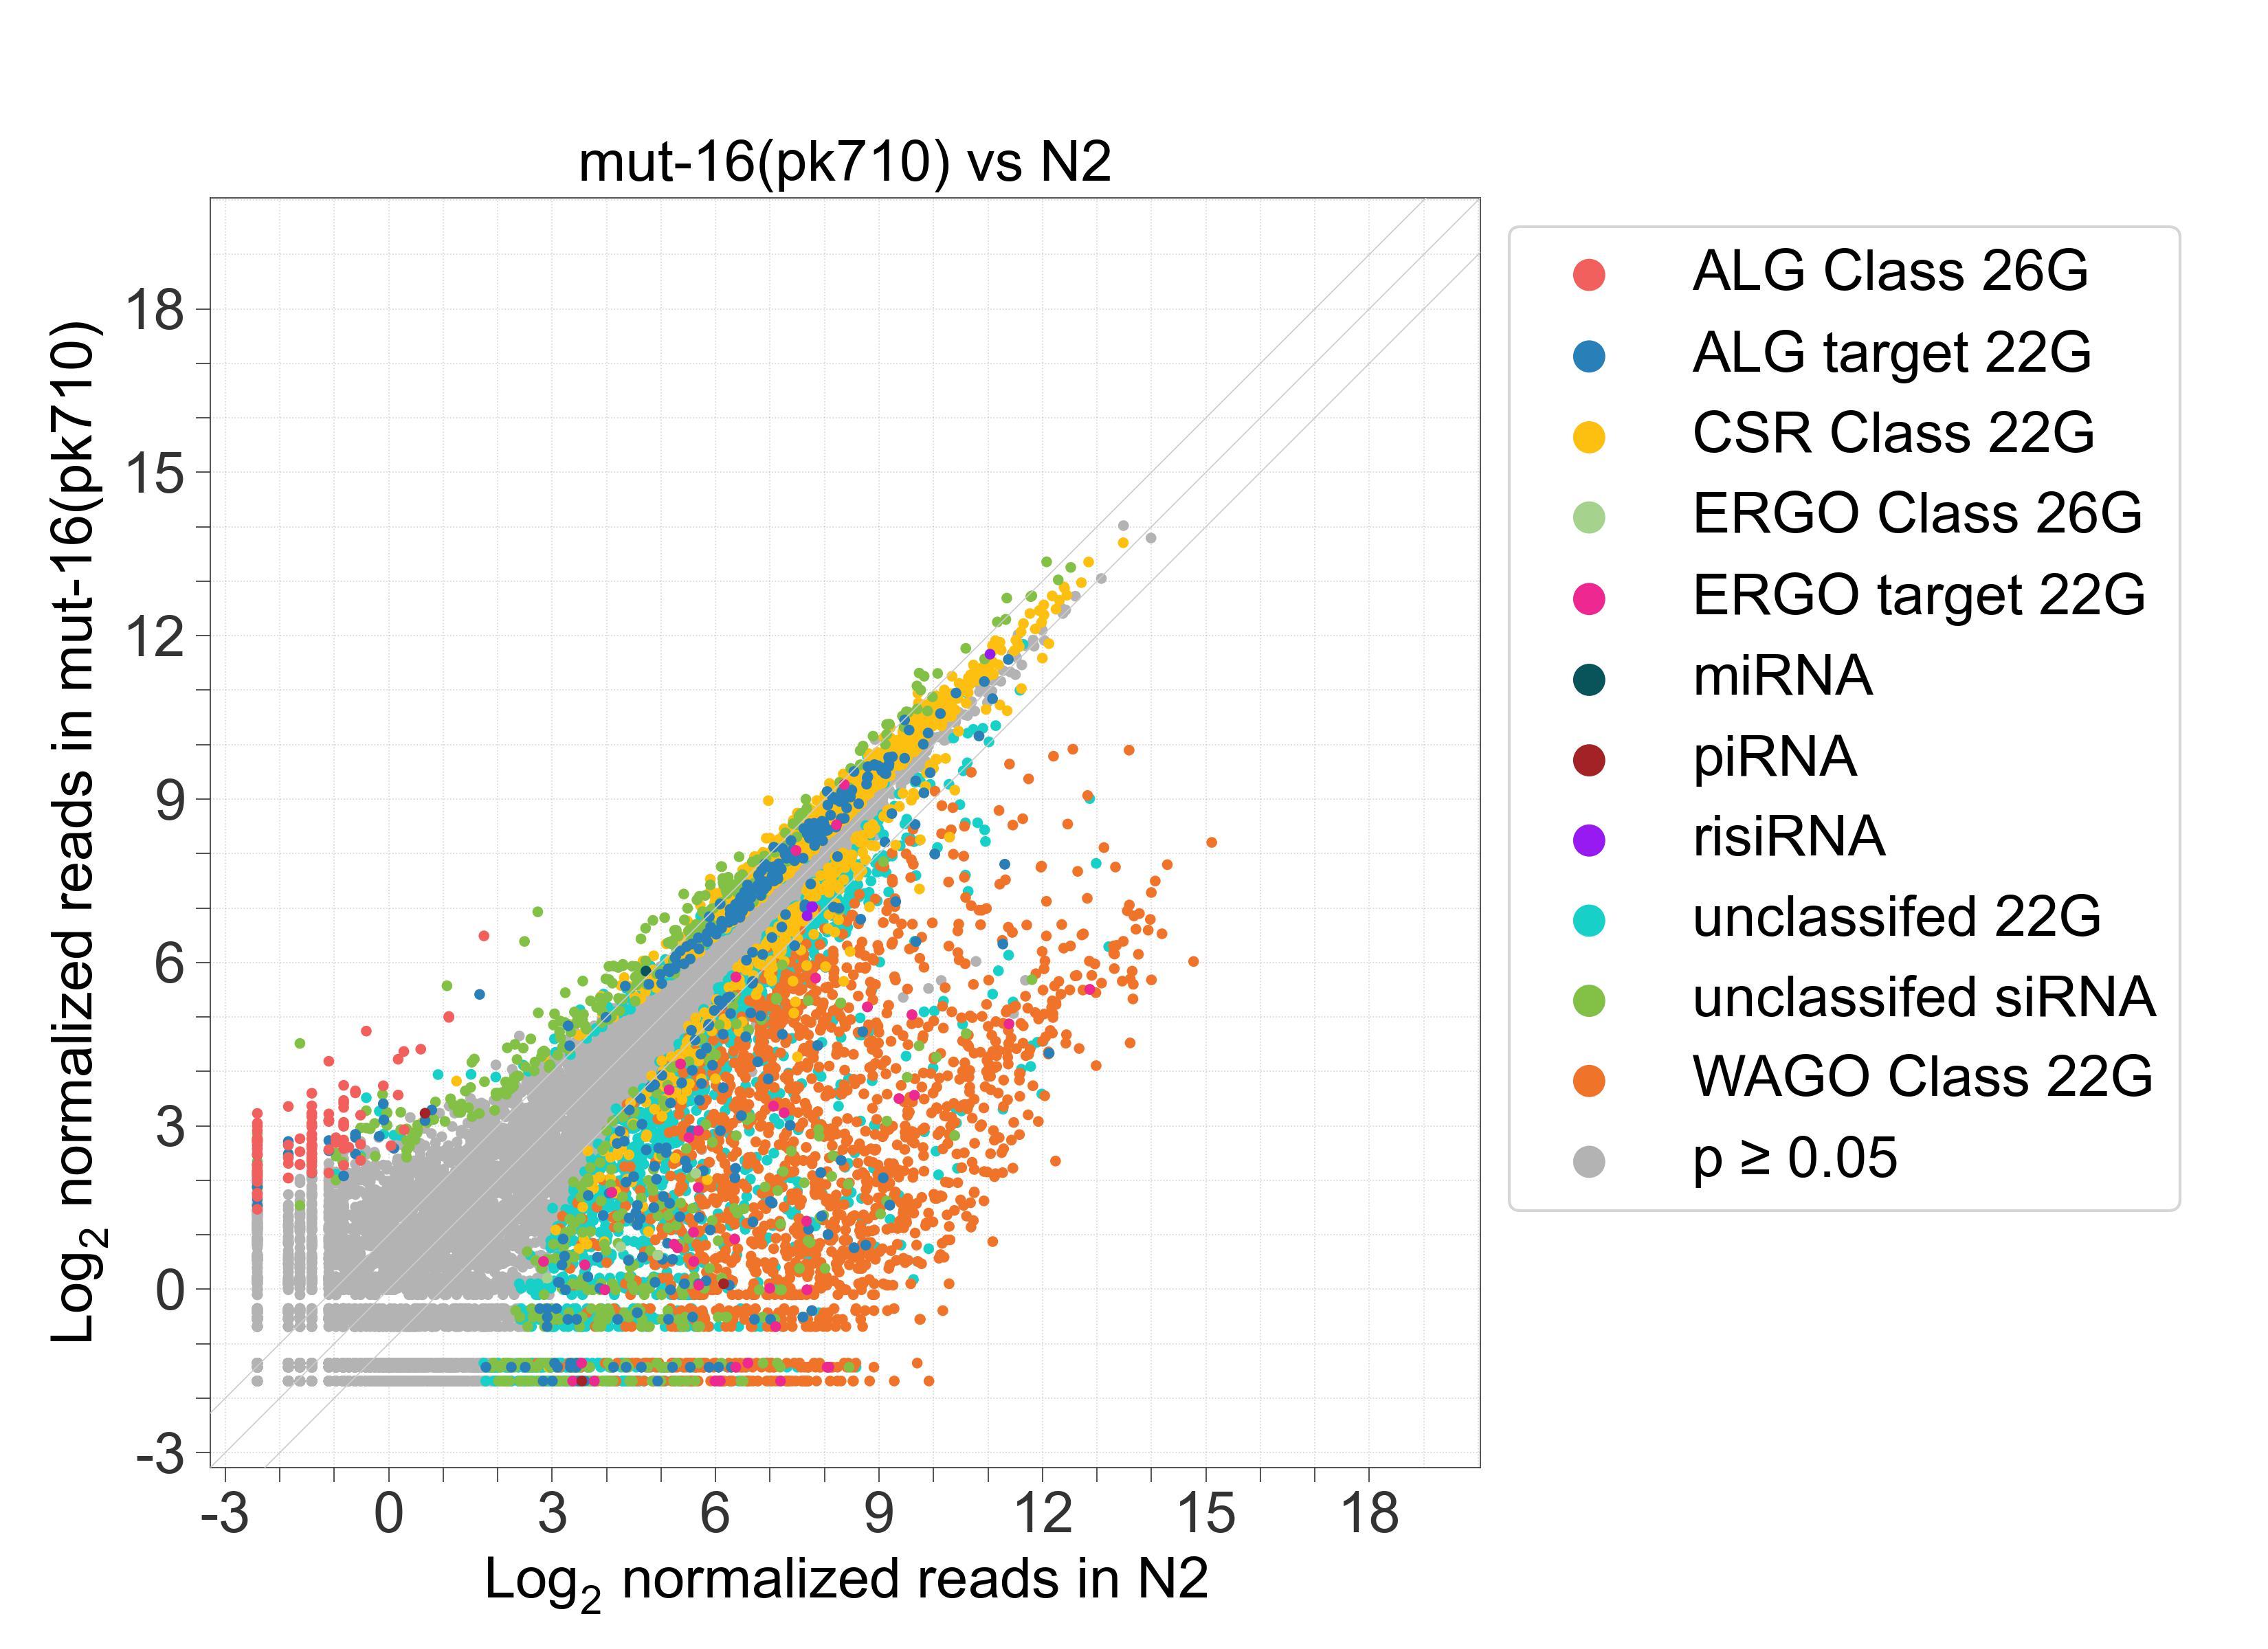 mut-16(pk710) vs N2
Log2 normalized reads in mut-16(pk710)
18
15
12
9
6
3
0
-3
-3 0 3 6 9 12 15 18
Log2 normalized reads in N2
ALG Class 26G
ALG target 22G
CSR Class 22G
ERGO Class 26G
ERGO target 22G
miRNA
piRNA
risiRNA
unclassifed 22G
unclassifed siRNA
WAGO Class 22G
p ≥ 0.05